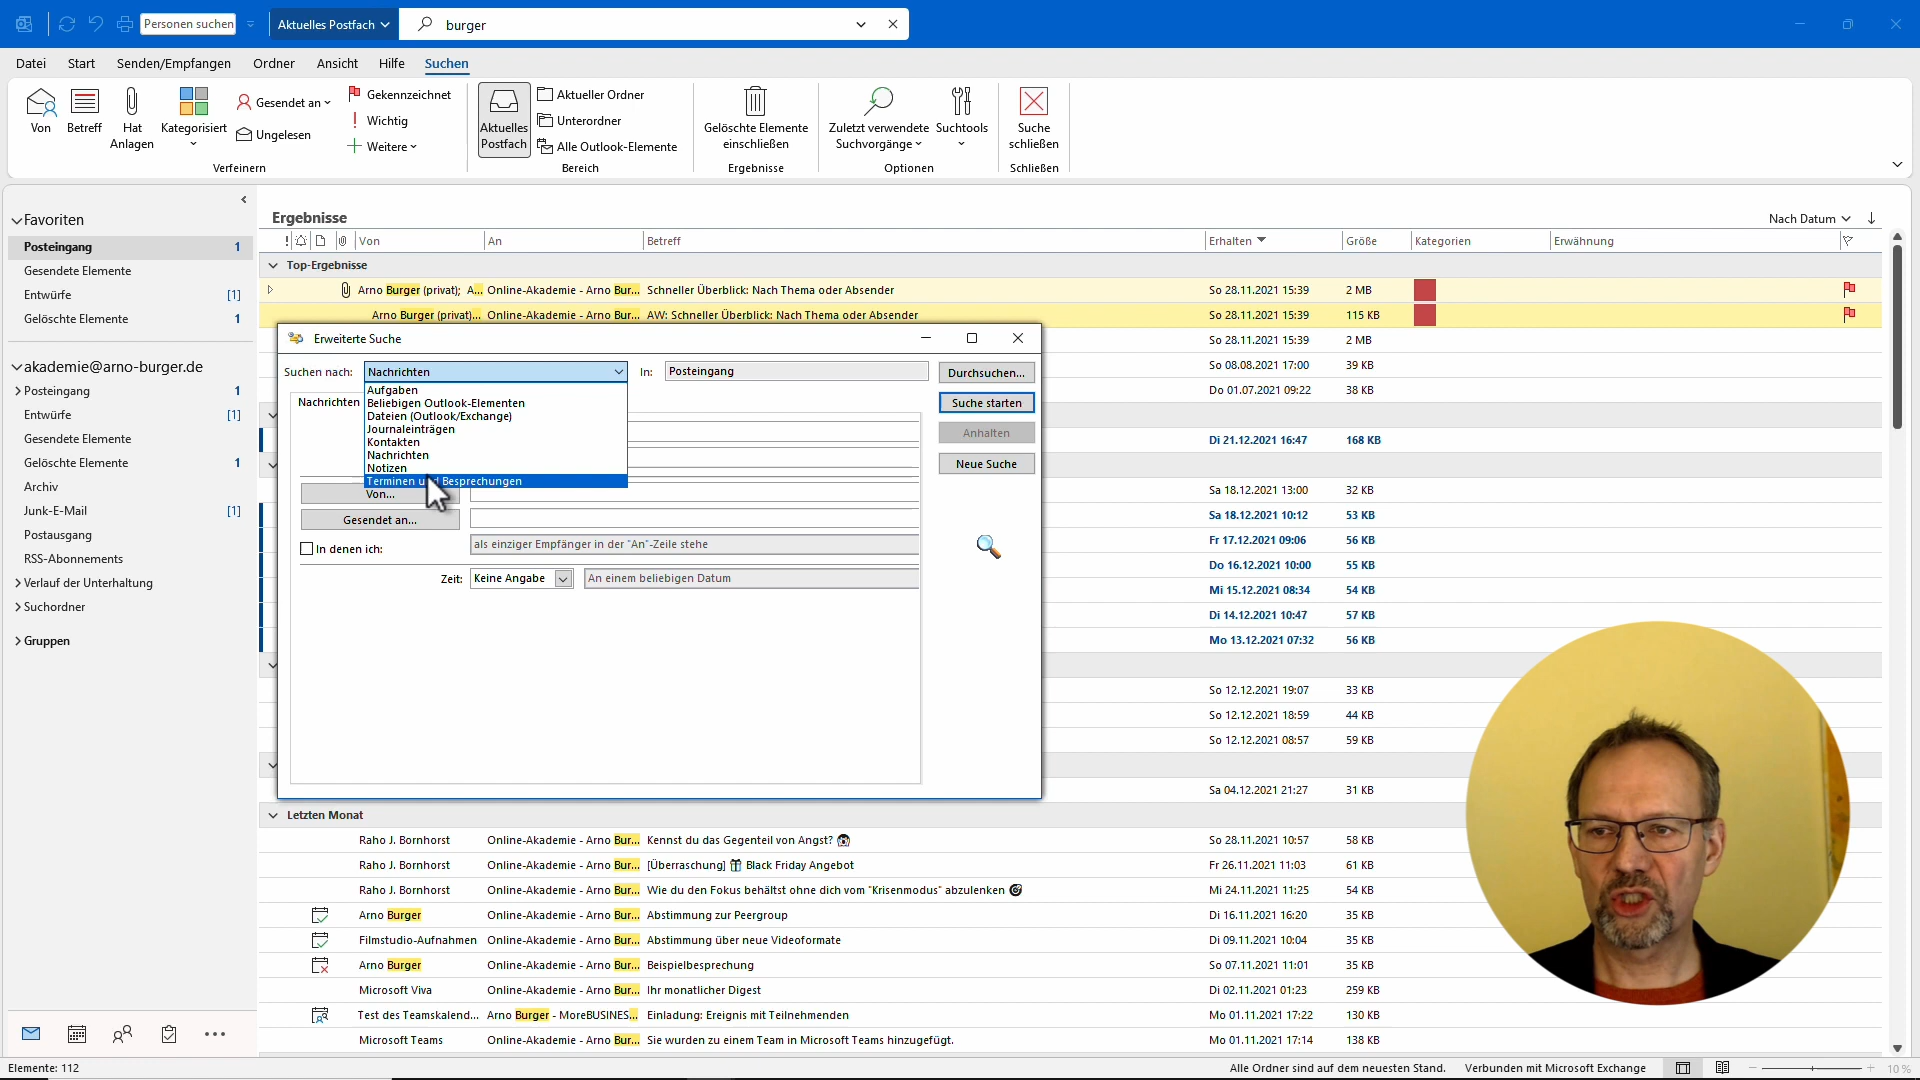 Personen suchen
Aktuelles Postfach
burger
Datei
Start
Senden/Empfangen
Ordner
Ansicht
Hilfe
Suchen
Von
Betreff
Hat
Anlagen
Kategorisiert
Gesendet an
Ungelesen
Gekennzeichnet
Wichtig
Weitere
Verfeinern
Aktuelles
Postfach
Aktueller Ordner
Unterordner
Alle Outlook-Elemente
Bereich
Gelöschte Elemente
einschließen
Ergebnisse
Zuletzt verwendete
Suchvorgänge
Suchtools
Optionen
Suche
schließen
Schließen
Favoriten
Posteingang 1
Gesendete Elemente
Entwürfe [1]
Gelöschte Elemente 1
akademie@arno-burger.de
Posteingang 1
Entwürfe [1]
Gesendete Elemente
Gelöschte Elemente 1
Archiv
Junk-E-Mail [1]
Postausgang
RSS-Abonnements
Verlauf der Unterhaltung
Suchordner
Gruppen
Ergebnisse
Nach Datum
! Von An Betreff Erhalten Größe Kategorien Erwähnung
Top-Ergebnisse
Arno Burger (privat); A... Online-Akademie - Arno Bur... Schneller Überblick: Nach Thema oder Absender So 28.11.2021 15:39 2 MB
Arno Burger (privat)... Online-Akademie - Arno Bur... AW: Schneller Überblick: Nach Thema oder Absender So 28.11.2021 15:39 115 KB
So 28.11.2021 15:39 2 MB
So 08.08.2021 17:00 39 KB
Do 01.07.2021 09:22 38 KB
Di 21.12.2021 16:47 168 KB
Sa 18.12.2021 13:00 32 KB
Sa 18.12.2021 10:12 53 KB
Fr 17.12.2021 09:06 56 KB
Do 16.12.2021 10:00 55 KB
Mi 15.12.2021 08:34 54 KB
Di 14.12.2021 10:47 57 KB
Mo 13.12.2021 07:32 56 KB
So 12.12.2021 19:07 33 KB
So 12.12.2021 18:59 44 KB
So 12.12.2021 08:57 59 KB
Sa 04.12.2021 21:27 31 KB
Erweiterte Suche
Suchen nach: Nachrichten In: Posteingang Durchsuchen...
Nachrichten
Aufgaben
Beliebigen Outlook-Elementen
Dateien (Outlook/Exchange)
Journaleinträgen
Kontakten
Nachrichten
Notizen
Terminen und Besprechungen
Suche starten
Anhalten
Neue Suche
Von...
Gesendet an...
In denen ich: als einziger Empfänger in der "An"-Zeile stehe
Zeit: Keine Angabe An einem beliebigen Datum
Letzten Monat
Raho J. Bornhorst Online-Akademie - Arno Bur... Kennst du das Gegenteil von Angst? So 28.11.2021 10:57 58 KB
Raho J. Bornhorst Online-Akademie - Arno Bur... [Überraschung] Black Friday Angebot Fr 26.11.2021 11:03 61 KB
Raho J. Bornhorst Online-Akademie - Arno Bur... Wie du den Fokus behältst ohne dich vom "Krisenmodus" abzulenken Mi 24.11.2021 11:25 54 KB
Arno Burger Online-Akademie - Arno Bur... Abstimmung zur Peergroup Di 16.11.2021 16:20 35 KB
Filmstudio-Aufnahmen Online-Akademie - Arno Bur... Abstimmung über neue Videoformate Di 09.11.2021 10:04 35 KB
Arno Burger Online-Akademie - Arno Bur... Beispielbesprechung So 07.11.2021 11:01 35 KB
Microsoft Viva Online-Akademie - Arno Bur... Ihr monatlicher Digest Di 02.11.2021 01:23 259 KB
Test des Teamskalend... Arno Burger - MoreBUSINES... Einladung: Ereignis mit Teilnehmenden Mo 01.11.2021 17:22 130 KB
Microsoft Teams Online-Akademie - Arno Bur... Sie wurden zu einem Team in Microsoft Teams hinzugefügt. Mo 01.11.2021 17:14 138 KB
Elemente: 112
Alle Ordner sind auf dem neuesten Stand. Verbunden mit Microsoft Exchange 10 %